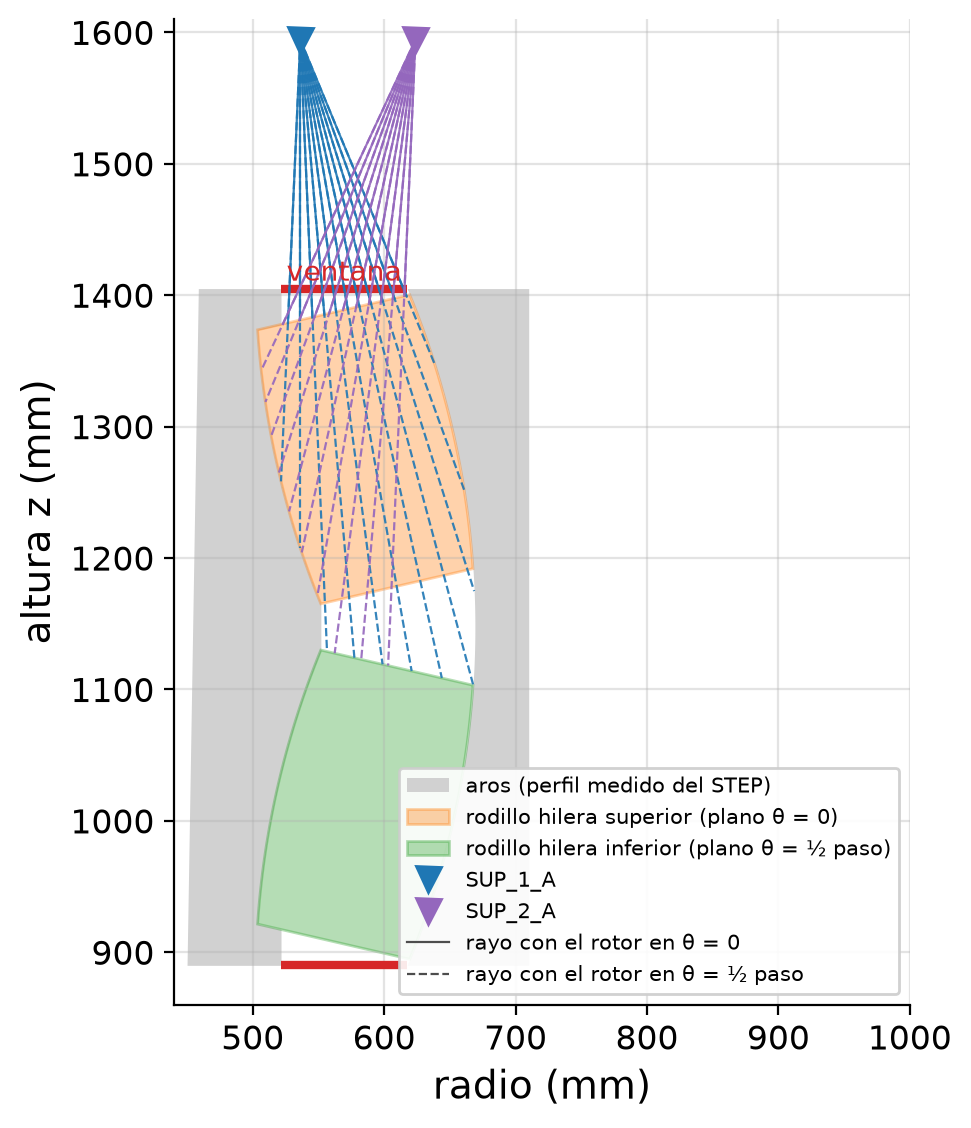 1600
1500
1400
1300
1200
1100
1000
900
altura z (mm)
ventana
aros (perfil medido del STEP)
rodillo hilera superior (plano θ = 0)
rodillo hilera inferior (plano θ = ½ paso)
SUP_1_A
SUP_2_A
rayo con el rotor en θ = 0
rayo con el rotor en θ = ½ paso
500 600 700 800 900 1000
radio (mm)